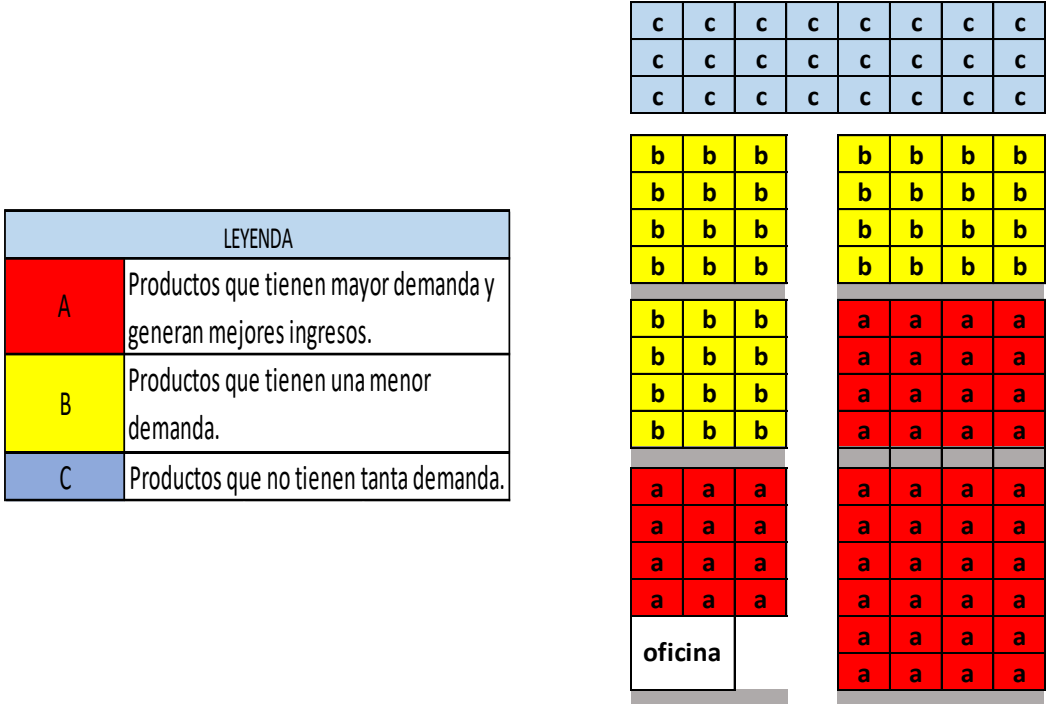 LEYENDA
A
Productos que tienen mayor demanda y
generan mejores ingresos.
B
Productos que tienen una menor
demanda.
C
Productos que no tienen tanta demanda.
c c c c c c c c
c c c c c c c c
c c c c c c c c
b b b b b b b
b b b b b b b
b b b b b b b
b b b b b b b
b b b a a a a
b b b a a a a
b b b a a a a
b b b a a a a
a a a a a a a
a a a a a a a
a a a a a a a
a a a a a a a
oficina
a a a a
a a a a